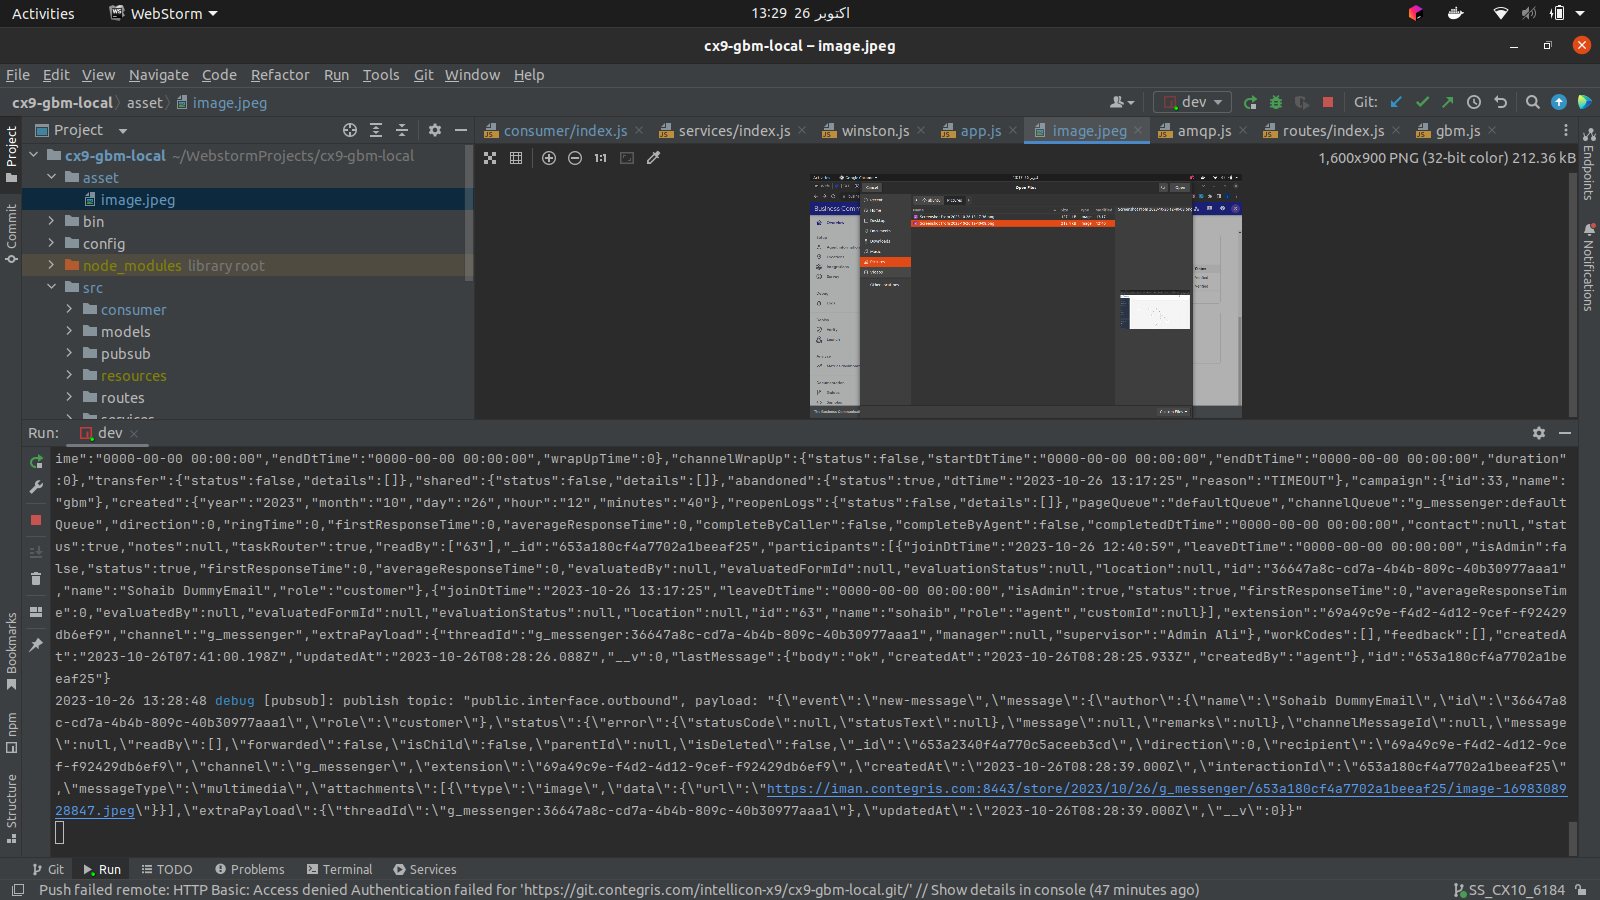 Activities WebStorm 13:29 26 اکتوبر
cx9-gbm-local – image.jpeg
File Edit View Navigate Code Refactor Run Tools Git Window Help
cx9-gbm-local asset image.jpeg dev Git:
Project consumer/index.js services/index.js winston.js app.js image.jpeg amqp.js routes/index.js gbm.js
Project
Commit
Bookmarks
npm
Structure
Endpoints
Notifications
cx9-gbm-local ~/WebstormProjects/cx9-gbm-local
asset
image.jpeg
bin
config
node_modules library root
src
consumer
models
pubsub
resources
routes
services
1:1 1,600x900 PNG (32-bit color) 212.36 kB
Cancel Open Files Open
Run: dev
ime":"0000-00-00 00:00:00","endDtTime":"0000-00-00 00:00:00","wrapUpTime":0},"channelWrapUp":{"status":false,"startDtTime":"0000-00-00 00:00:00","endDtTime":"0000-00-00 00:00:00","duration"
:0},"transfer":{"status":false,"details":[]},"shared":{"status":false,"details":[]},"abandoned":{"status":true,"dtTime":"2023-10-26 13:17:25","reason":"TIMEOUT"},"campaign":{"id":33,"name":
"gbm"},"created":{"year":"2023","month":"10","day":"26","hour":"12","minutes":"40"},"reopenLogs":{"status":false,"details":[]},"pageQueue":"defaultQueue","channelQueue":"g_messenger:default
Queue","direction":0,"ringTime":0,"firstResponseTime":0,"averageResponseTime":0,"completeByCaller":false,"completeByAgent":false,"completedDtTime":"0000-00-00 00:00:00","contact":null,"stat
us":true,"notes":null,"taskRouter":true,"readBy":["63"],"_id":"653a180cf4a7702a1beeaf25","participants":[{"joinDtTime":"2023-10-26 12:40:59","leaveDtTime":"0000-00-00 00:00:00","isAdmin":fa
lse,"status":true,"firstResponseTime":0,"averageResponseTime":0,"evaluatedBy":null,"evaluatedFormId":null,"evaluationStatus":null,"location":null,"id":"36647a8c-cd7a-4b4b-809c-40b30977aaa1"
,"name":"Sohaib DummyEmail","role":"customer"},{"joinDtTime":"2023-10-26 13:17:25","leaveDtTime":"0000-00-00 00:00:00","isAdmin":true,"status":true,"firstResponseTime":0,"averageResponseTim
e":0,"evaluatedBy":null,"evaluatedFormId":null,"evaluationStatus":null,"location":null,"id":"63","name":"sohaib","role":"agent","customId":null}],"extension":"69a49c9e-f4d2-4d12-9cef-f92429
db6ef9","channel":"g_messenger","extraPayload":{"threadId":"g_messenger:36647a8c-cd7a-4b4b-809c-40b30977aaa1","manager":null,"supervisor":"Admin Ali"},"workCodes":[],"feedback":[],"createdA
t":"2023-10-26T07:41:00.198Z","updatedAt":"2023-10-26T08:28:26.088Z","__v":0,"lastMessage":{"body":"ok","createdAt":"2023-10-26T08:28:25.933Z","createdBy":"agent"},"id":"653a180cf4a7702a1be
eaf25"}
2023-10-26 13:28:48 debug [pubsub]: publish topic: "public.interface.outbound", payload: "{\"event\":\"new-message\",\"message\":{\"author\":{\"name\":\"Sohaib DummyEmail\",\"id\":\"36647a8
c-cd7a-4b4b-809c-40b30977aaa1\",\"role\":\"customer\"},\"status\":{\"error\":{\"statusCode\":null,\"statusText\":null},\"message\":null,\"remarks\":null},\"channelMessageId\":null,\"message
\":null,\"readBy\":[],\"forwarded\":false,\"isChild\":false,\"parentId\":null,\"isDeleted\":false,\"_id\":\"653a2340f4a770c5aceeb3cd\",\"direction\":0,\"recipient\":\"69a49c9e-f4d2-4d12-9ce
f-f92429db6ef9\",\"channel\":\"g_messenger\",\"extension\":\"69a49c9e-f4d2-4d12-9cef-f92429db6ef9\",\"createdAt\":\"2023-10-26T08:28:39.000Z\",\"interactionId\":\"653a180cf4a7702a1beeaf25\"
,\"messageType\":\"multimedia\",\"attachments\":[{\"type\":\"image\",\"data\":{\"url\":\"https://iman.contegris.com:8443/store/2023/10/26/g_messenger/653a180cf4a7702a1beeaf25/image-16983089
28847.jpeg\"}}],\"extraPayload\":{\"threadId\":\"g_messenger:36647a8c-cd7a-4b4b-809c-40b30977aaa1\"},\"updatedAt\":\"2023-10-26T08:28:39.000Z\",\"__v\":0}}"
Git Run TODO Problems Terminal Services
Push failed remote: HTTP Basic: Access denied Authentication failed for 'https://git.contegris.com/intellicon-x9/cx9-gbm-local.git/' // Show details in console (47 minutes ago) SS_CX10_6184